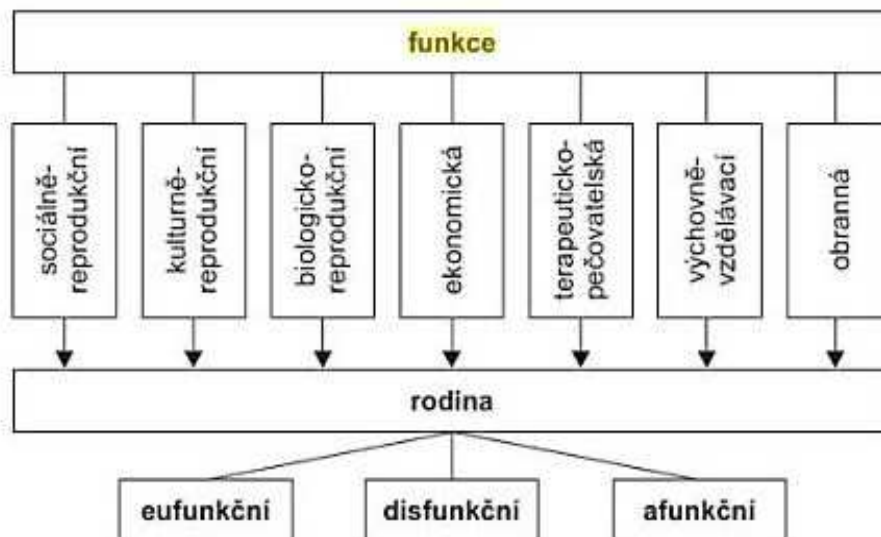 funkce
sociálně-
reprodukční
kulturně-
reprodukční
biologicko-
reprodukční
ekonomická
terapeuticko-
pečovatelská
výchovně-
vzdělávací
obranná
rodina
eufunkční
disfunkční
afunkční